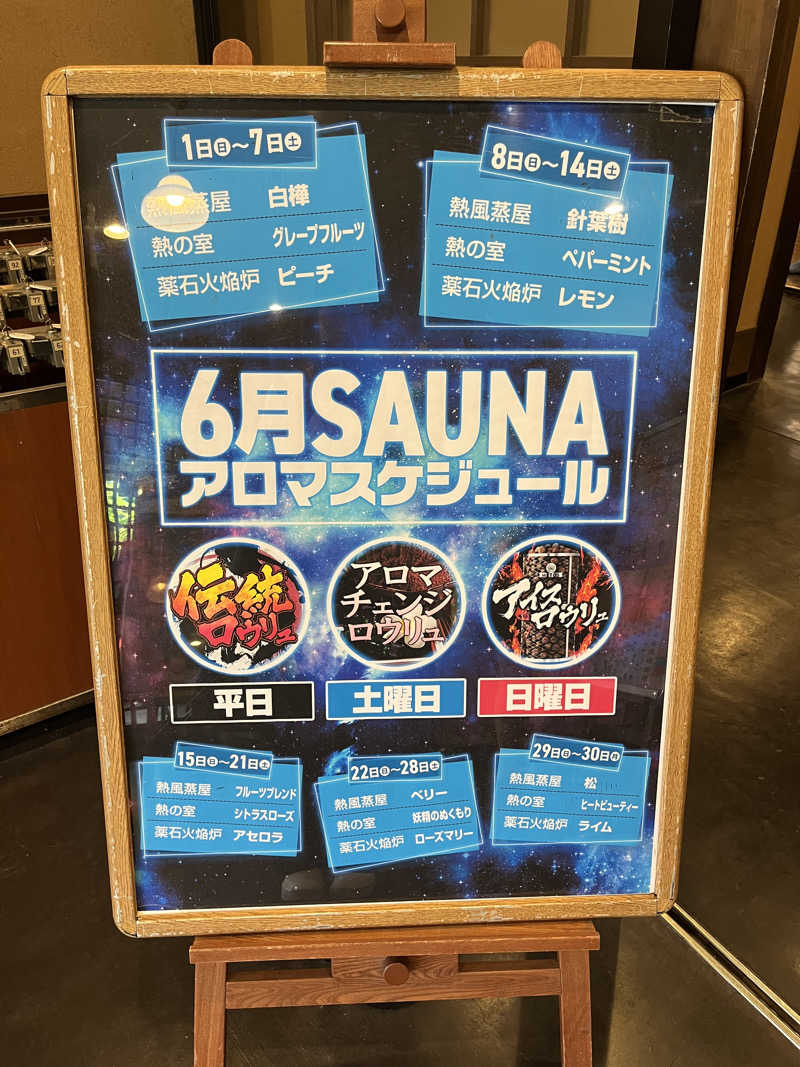 1日㊐～7日㊏
熱風蒸屋 白樺
熱の室 グレープフルーツ
薬石火焔炉 ピーチ
8日㊐～14日㊏
熱風蒸屋 針葉樹
熱の室 ペパーミント
薬石火焔炉 レモン
6月SAUNA
アロマスケジュール
伝統
ロウリュ
平日
アロマ
チェンジ
ロウリュ
土曜日
アイス
ロウリュ
日曜日
15日㊐～21日㊏
熱風蒸屋 フルーツブレンド
熱の室 シトラスローズ
薬石火焔炉 アセロラ
22日㊐～28日㊏
熱風蒸屋 ベリー
熱の室 妖精のぬくもり
薬石火焔炉 ローズマリー
29日㊐～30日㊊
熱風蒸屋 松
熱の室 ヒートビューティー
薬石火焔炉 ライム
92
77
61